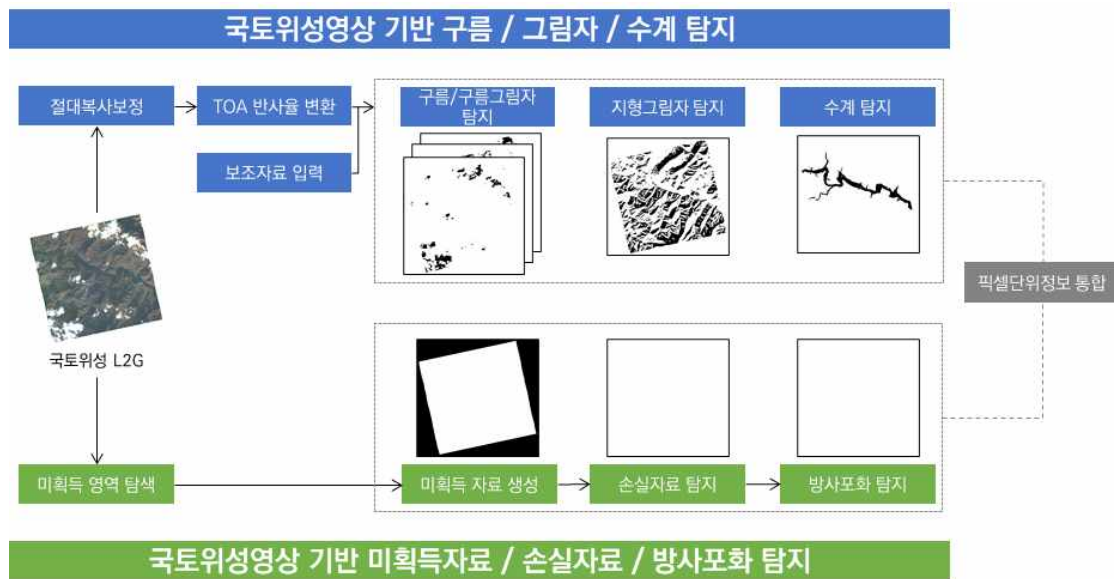 국토위성영상 기반 구름 / 그림자 / 수계 탐지
절대복사보정
TOA 반사율 변환
보조자료 입력
구름/구름그림자
탐지
지형그림자 탐지
수계 탐지
국토위성 L2G
픽셀단위정보 통합
미획득 영역 탐색
미획득 자료 생성
손실자료 탐지
방사포화 탐지
국토위성영상 기반 미획득자료 / 손실자료 / 방사포화 탐지